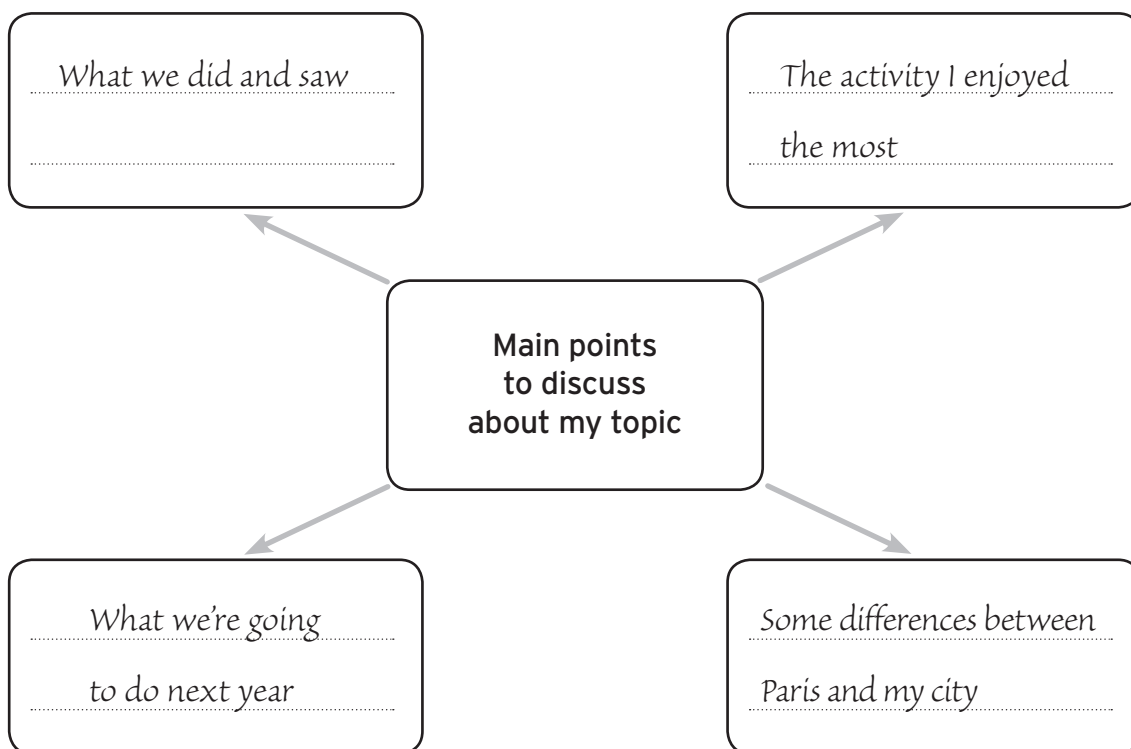 What we did and saw
The activity I enjoyed
the most
Main points
to discuss
about my topic
What we're going
to do next year
Some differences between
Paris and my city